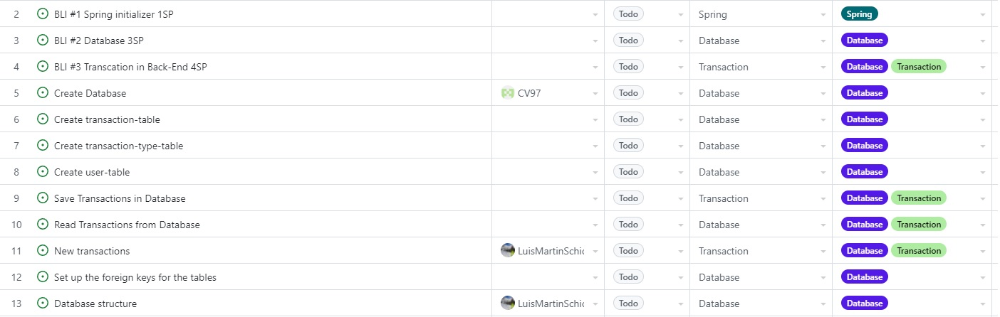 2 BLI #1 Spring initializer 1SP Todo Spring Spring
3 BLI #2 Database 3SP Todo Database Database
4 BLI #3 Transcation in Back-End 4SP Todo Transaction Database Transaction
5 Create Database CV97 Todo Database Database
6 Create transaction-table Todo Database Database
7 Create transaction-type-table Todo Database Database
8 Create user-table Todo Database Database
9 Save Transactions in Database Todo Transaction Database Transaction
10 Read Transactions from Database Todo Database Database Transaction
11 New transactions LuisMartinSchic Todo Transaction Database Transaction
12 Set up the foreign keys for the tables Todo Database Database
13 Database structure LuisMartinSchic Todo Database Database